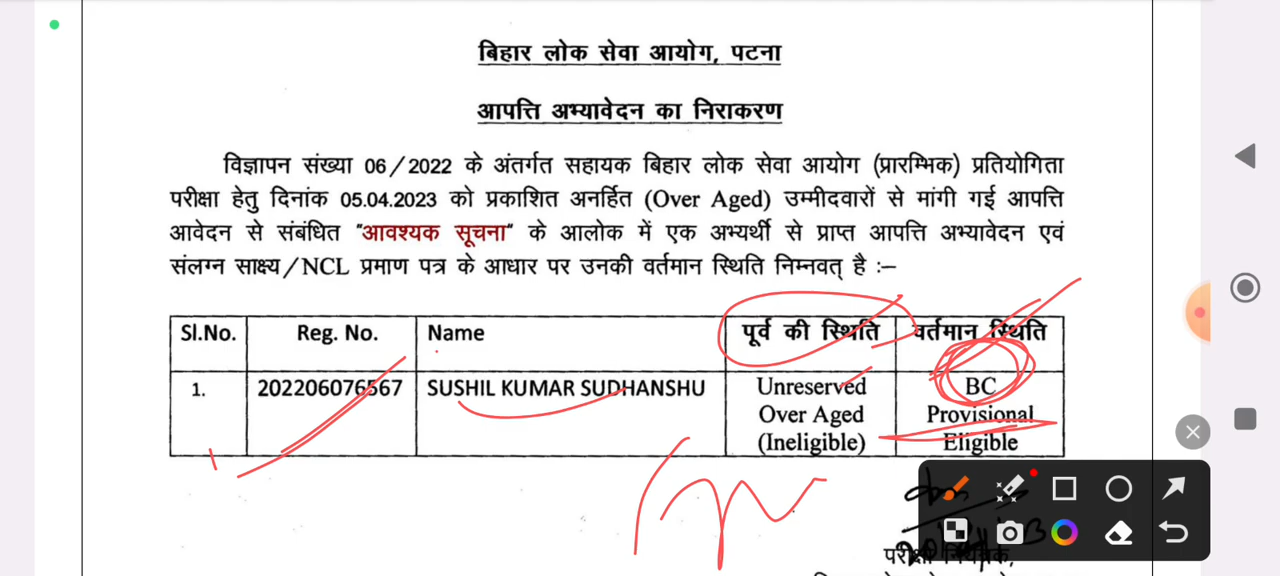 बिहार लोक सेवा आयोग, पटना
आपत्ति अभ्यावेदन का निराकरण
विज्ञापन संख्या 06/2022 के अंतर्गत सहायक बिहार लोक सेवा आयोग (प्रारम्भिक) प्रतियोगिता
परीक्षा हेतु दिनांक 05.04.2023 को प्रकाशित अनर्हित (Over Aged) उम्मीदवारों से मांगी गई आपत्ति
आवेदन से संबंधित "आवश्यक सूचना" के आलोक में एक अभ्यर्थी से प्राप्त आपत्ति अभ्यावेदन एवं
संलग्न साक्ष्य/NCL प्रमाण पत्र के आधार पर उनकी वर्तमान स्थिति निम्नवत् है :–
Sl.No. Reg. No. Name पूर्व की स्थिति वर्तमान स्थिति
1. 202206076567 SUSHIL KUMAR SUDHANSHU Unreserved BC
Over Aged Provisional
(Ineligible) Eligible
परीक्षा नियंत्रक,